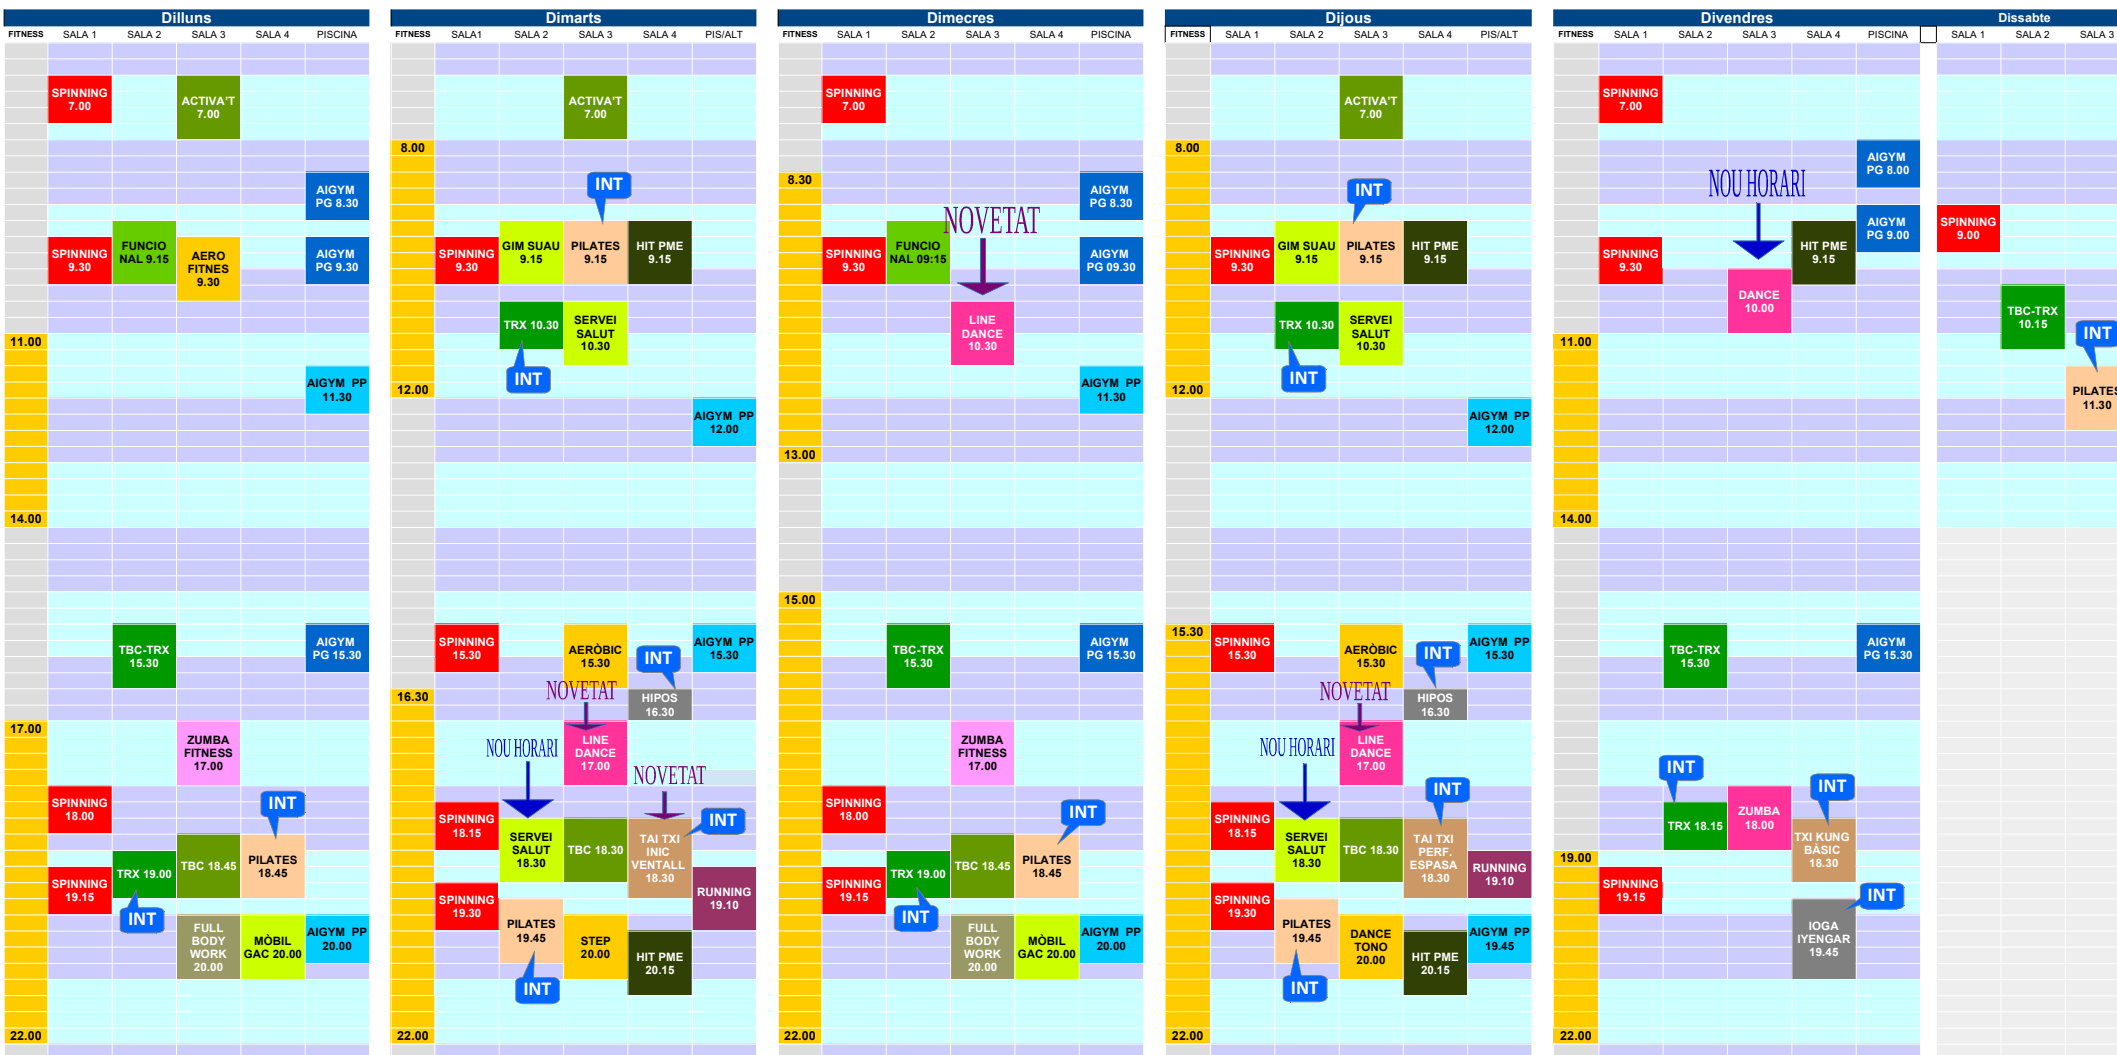 Dilluns
FITNESS SALA 1 SALA 2 SALA 3 SALA 4 PISCINA
SPINNING
7.00
ACTIVA'T
7.00
AIGYM
PG 8.30
SPINNING
9.30
FUNCIO
NAL 9.15
AERO
FITNES
9.30
AIGYM
PG 9.30
11.00
AIGYM PP
11.30
14.00
TBC-TRX
15.30
AIGYM
PG 15.30
17.00
ZUMBA
FITNESS
17.00
SPINNING
18.00
INT
SPINNING
19.15
TRX 19.00
TBC 18.45
PILATES
18.45
INT
FULL
BODY
WORK
20.00
MÒBIL
GAC 20.00
AIGYM PP
20.00
22.00
Dimarts
FITNESS SALA1 SALA 2 SALA 3 SALA 4 PIS/ALT
ACTIVA'T
7.00
8.00
INT
SPINNING
9.30
GIM SUAU
9.15
PILATES
9.15
HIT PME
9.15
TRX 10.30
SERVEI
SALUT
10.30
INT
12.00
AIGYM PP
12.00
SPINNING
15.30
AERÒBIC
15.30
INT
AIGYM PP
15.30
16.30
NOVETAT
HIPOS
16.30
NOU HORARI
LINE
DANCE
17.00
NOVETAT
SPINNING
18.15
SERVEI
SALUT
18.30
TBC 18.30
TAI TXI
INIC
VENTALL
18.30
INT
RUNNING
19.10
SPINNING
19.30
PILATES
19.45
STEP
20.00
HIT PME
20.15
INT
22.00
Dimecres
FITNESS SALA 1 SALA 2 SALA 3 SALA 4 PISCINA
SPINNING
7.00
8.30
AIGYM
PG 8.30
NOVETAT
SPINNING
9.30
FUNCIO
NAL 09:15
AIGYM
PG 09.30
LINE
DANCE
10.30
AIGYM PP
11.30
13.00
15.00
TBC-TRX
15.30
AIGYM
PG 15.30
ZUMBA
FITNESS
17.00
SPINNING
18.00
INT
SPINNING
19.15
TRX 19.00
TBC 18.45
PILATES
18.45
INT
FULL
BODY
WORK
20.00
MÒBIL
GAC 20.00
AIGYM PP
20.00
22.00
Dijous
FITNESS SALA 1 SALA 2 SALA 3 SALA 4 PIS/ALT
ACTIVA'T
7.00
8.00
INT
SPINNING
9.30
GIM SUAU
9.15
PILATES
9.15
HIT PME
9.15
TRX 10.30
SERVEI
SALUT
10.30
INT
12.00
AIGYM PP
12.00
15.30
SPINNING
15.30
AERÒBIC
15.30
INT
AIGYM PP
15.30
NOVETAT
HIPOS
16.30
NOU HORARI
LINE
DANCE
17.00
INT
SPINNING
18.15
SERVEI
SALUT
18.30
TBC 18.30
TAI TXI
PERF.
ESPASA
18.30
RUNNING
19.10
SPINNING
19.30
PILATES
19.45
DANCE
TONO
20.00
HIT PME
20.15
AIGYM PP
19.45
INT
22.00
Divendres
FITNESS SALA 1 SALA 2 SALA 3 SALA 4 PISCINA
SPINNING
7.00
AIGYM
PG 8.00
NOU HORARI
SPINNING
9.30
HIT PME
9.15
AIGYM
PG 9.00
DANCE
10.00
11.00
14.00
TBC-TRX
15.30
AIGYM
PG 15.30
INT
INT
TRX 18.15
ZUMBA
18.00
TXI KUNG
BÀSIC
18.30
19.00
SPINNING
19.15
INT
IOGA
IYENGAR
19.45
22.00
Dissabte
SALA 1 SALA 2 SALA 3
SPINNING
9.00
TBC-TRX
10.15
INT
PILATES
11.30